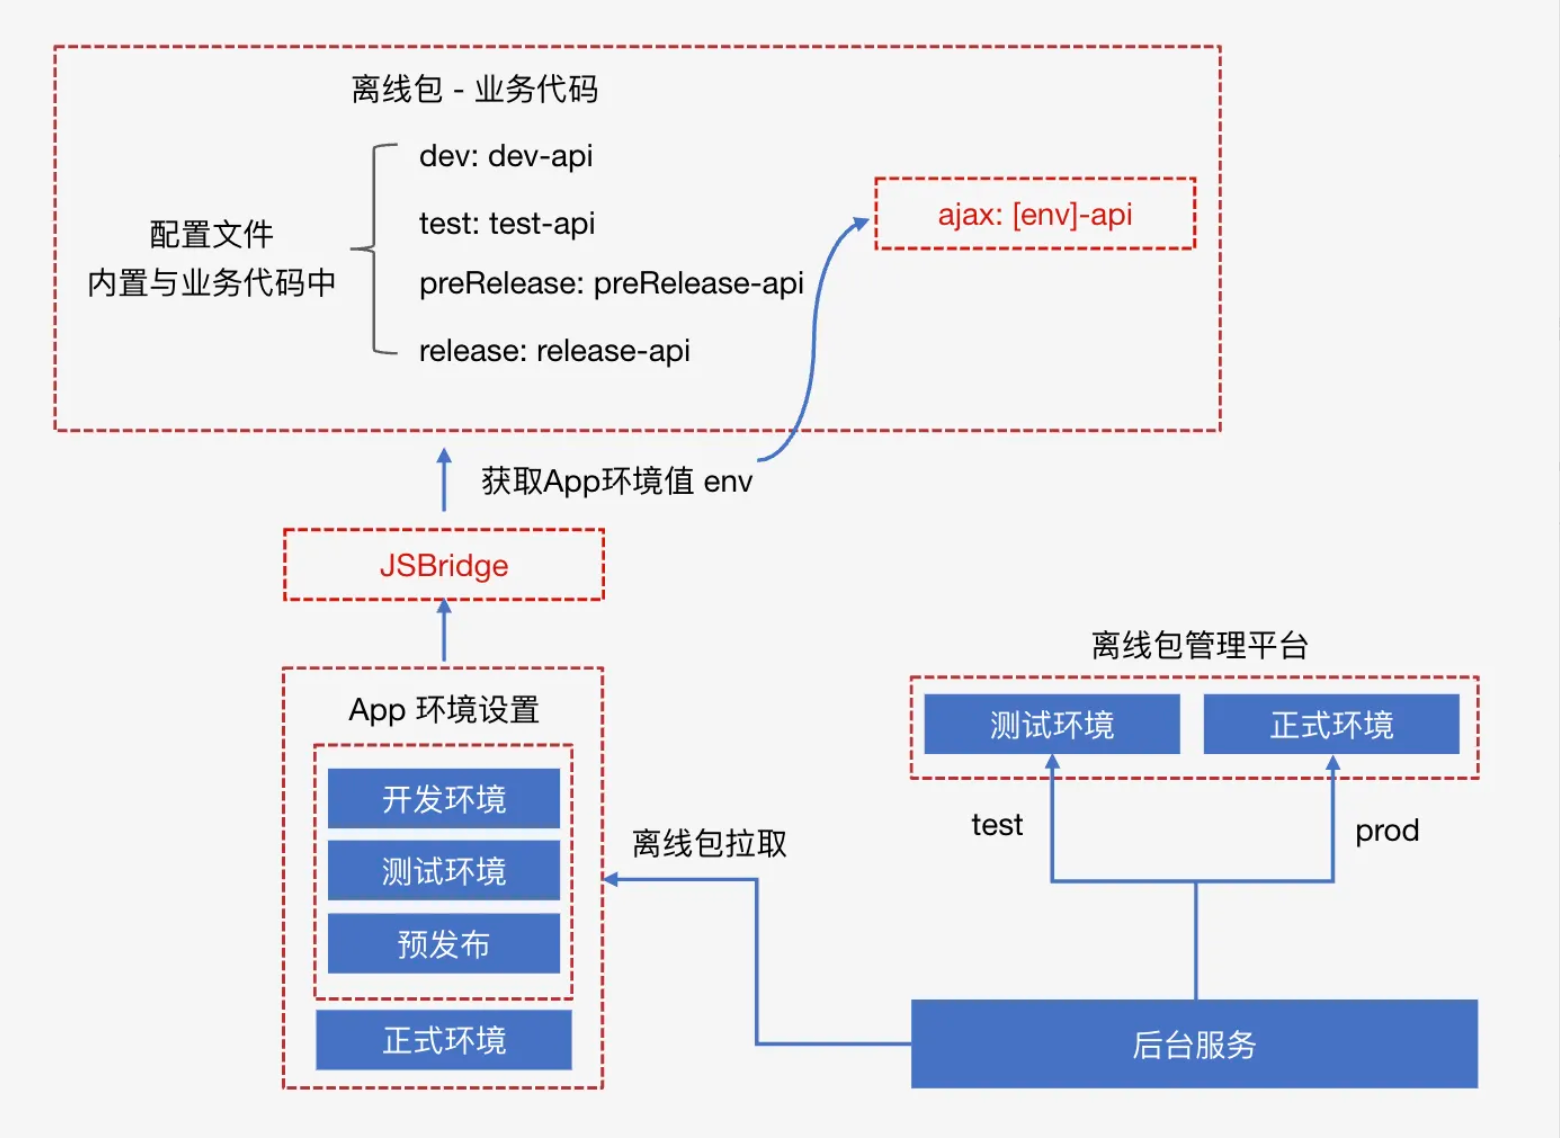 离线包 - 业务代码
dev: dev-api
test: test-api
preRelease: preRelease-api
release: release-api
配置文件
内置与业务代码中
ajax: [env]-api
获取App环境值 env
JSBridge
App 环境设置
开发环境
测试环境
预发布
正式环境
离线包拉取
离线包管理平台
测试环境
正式环境
test
prod
后台服务